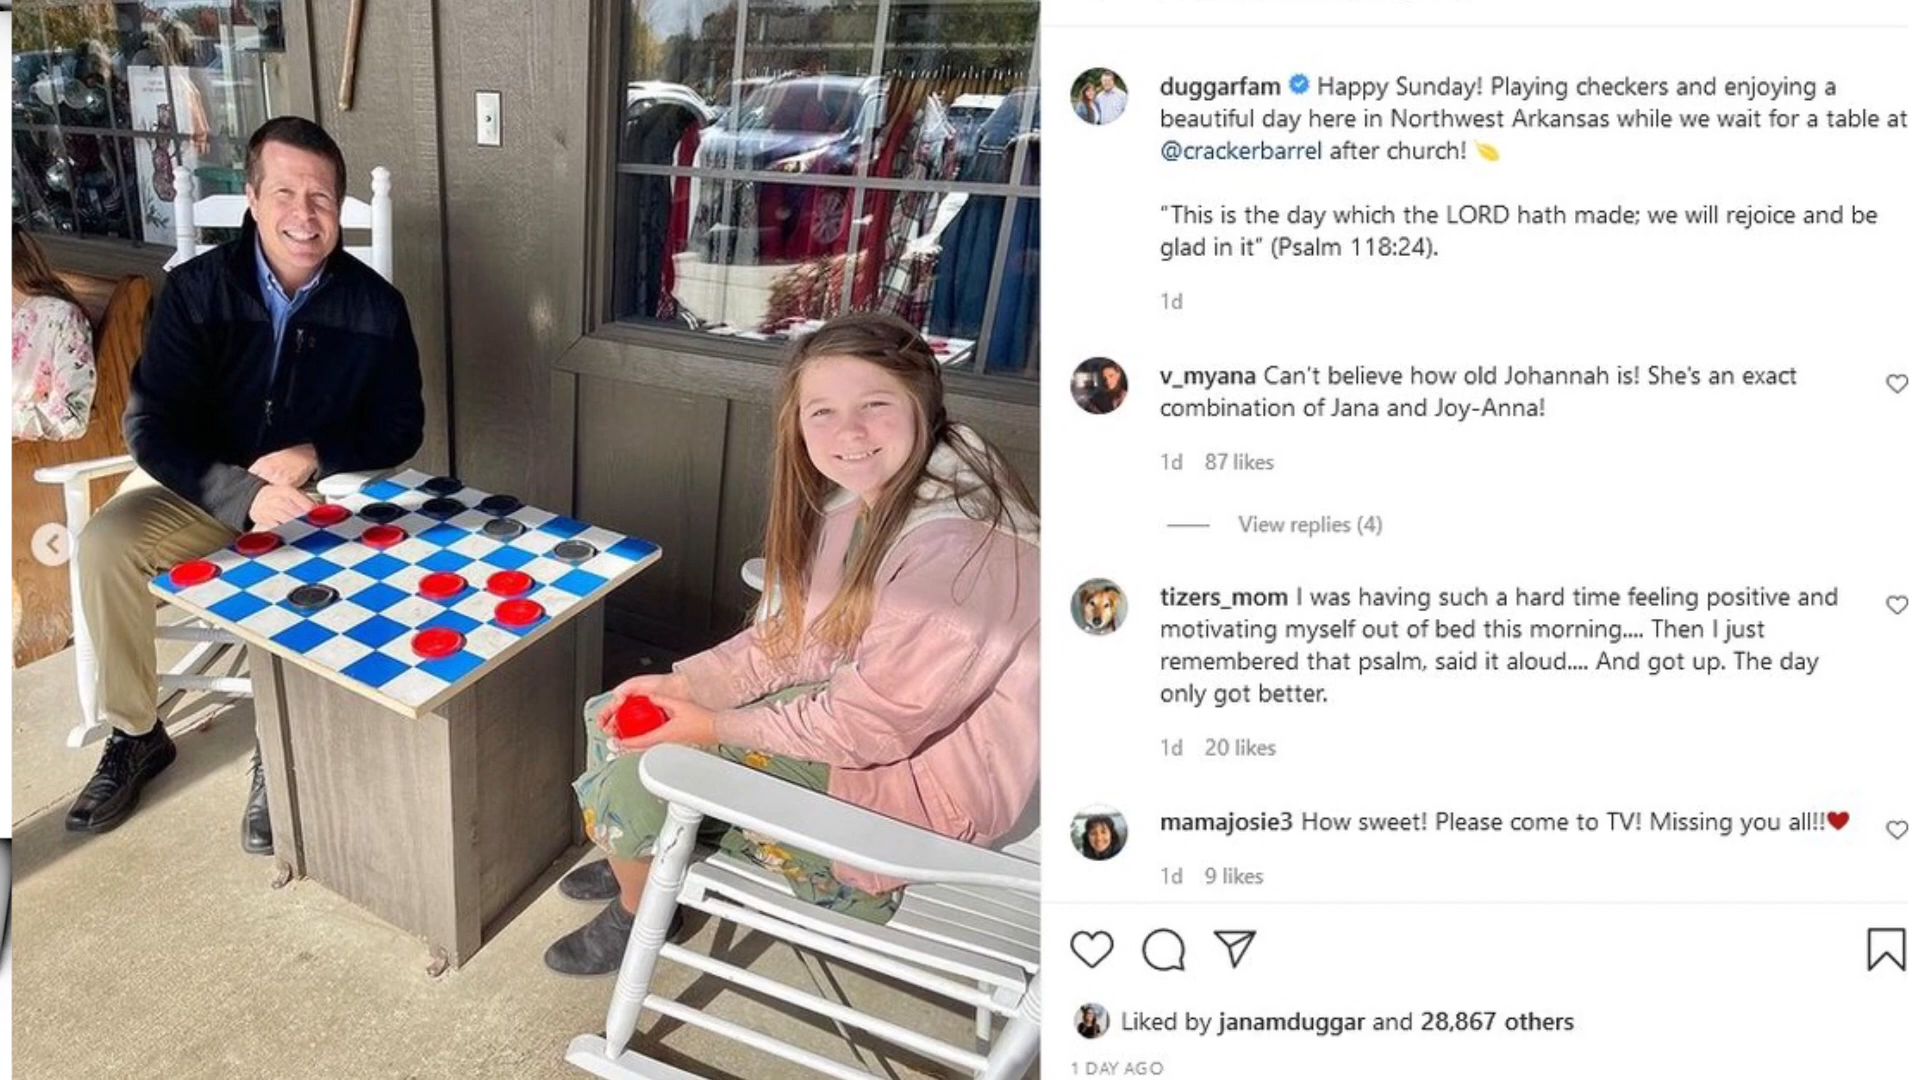 duggarfam Happy Sunday! Playing checkers and enjoying a
beautiful day here in Northwest Arkansas while we wait for a table at
@crackerbarrel after church! 🍂
“This is the day which the LORD hath made; we will rejoice and be
glad in it” (Psalm 118:24).
1d
v_myana Can't believe how old Johannah is! She's an exact
combination of Jana and Joy-Anna!
1d 87 likes
View replies (4)
tizers_mom I was having such a hard time feeling positive and
motivating myself out of bed this morning.... Then I just
remembered that psalm, said it aloud.... And got up. The day
only got better.
1d 20 likes
mamajosie3 How sweet! Please come to TV! Missing you all!!❤️
1d 9 likes
Liked by janamduggar and 28,867 others
1 DAY AGO